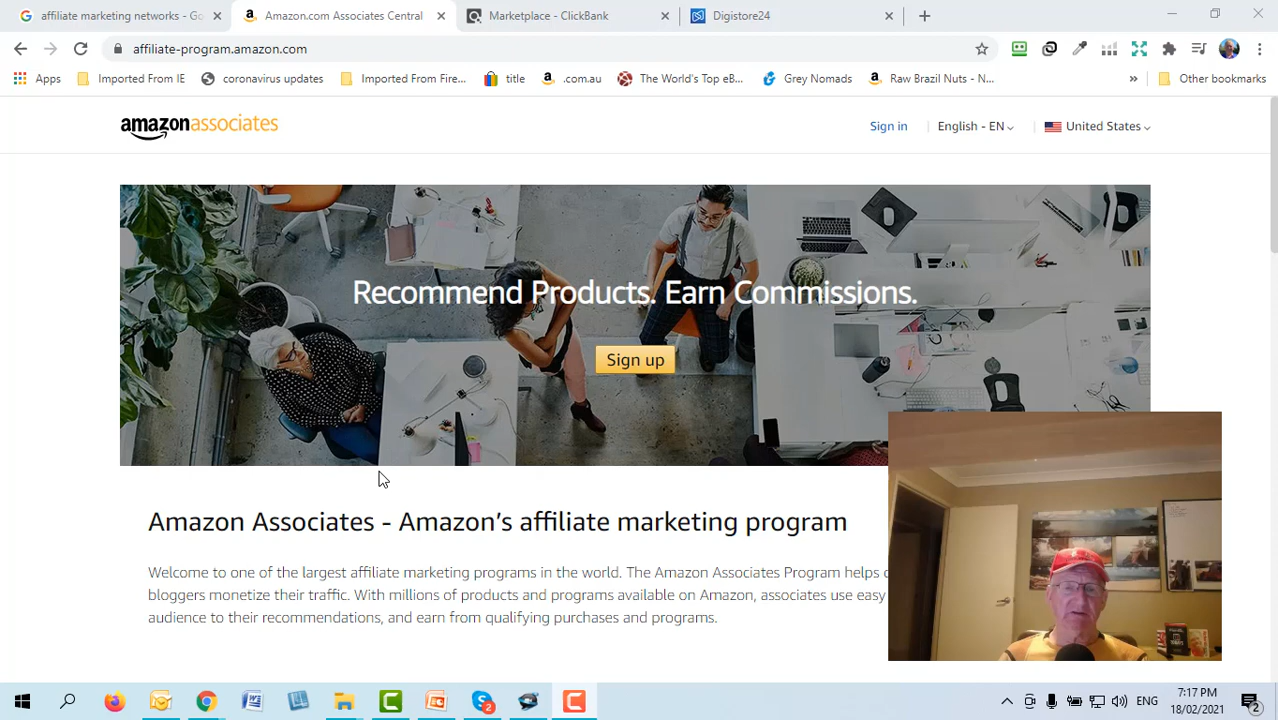 affiliate marketing networks - Go
Amazon.com Associates Central
Marketplace - ClickBank
Digistore24
affiliate-program.amazon.com
Apps
Imported From IE
coronavirus updates
Imported From Fire...
title
.com.au
The World's Top eB...
Grey Nomads
Raw Brazil Nuts - N...
Other bookmarks
amazonassociates
Sign in
English - EN
United States
Recommend Products. Earn Commissions.
Sign up
Amazon Associates - Amazon's affiliate marketing program
Welcome to one of the largest affiliate marketing programs in the world. The Amazon Associates Program helps
bloggers monetize their traffic. With millions of products and programs available on Amazon, associates use easy
audience to their recommendations, and earn from qualifying purchases and programs.
ENG
7:17 PM
18/02/2021
2
2